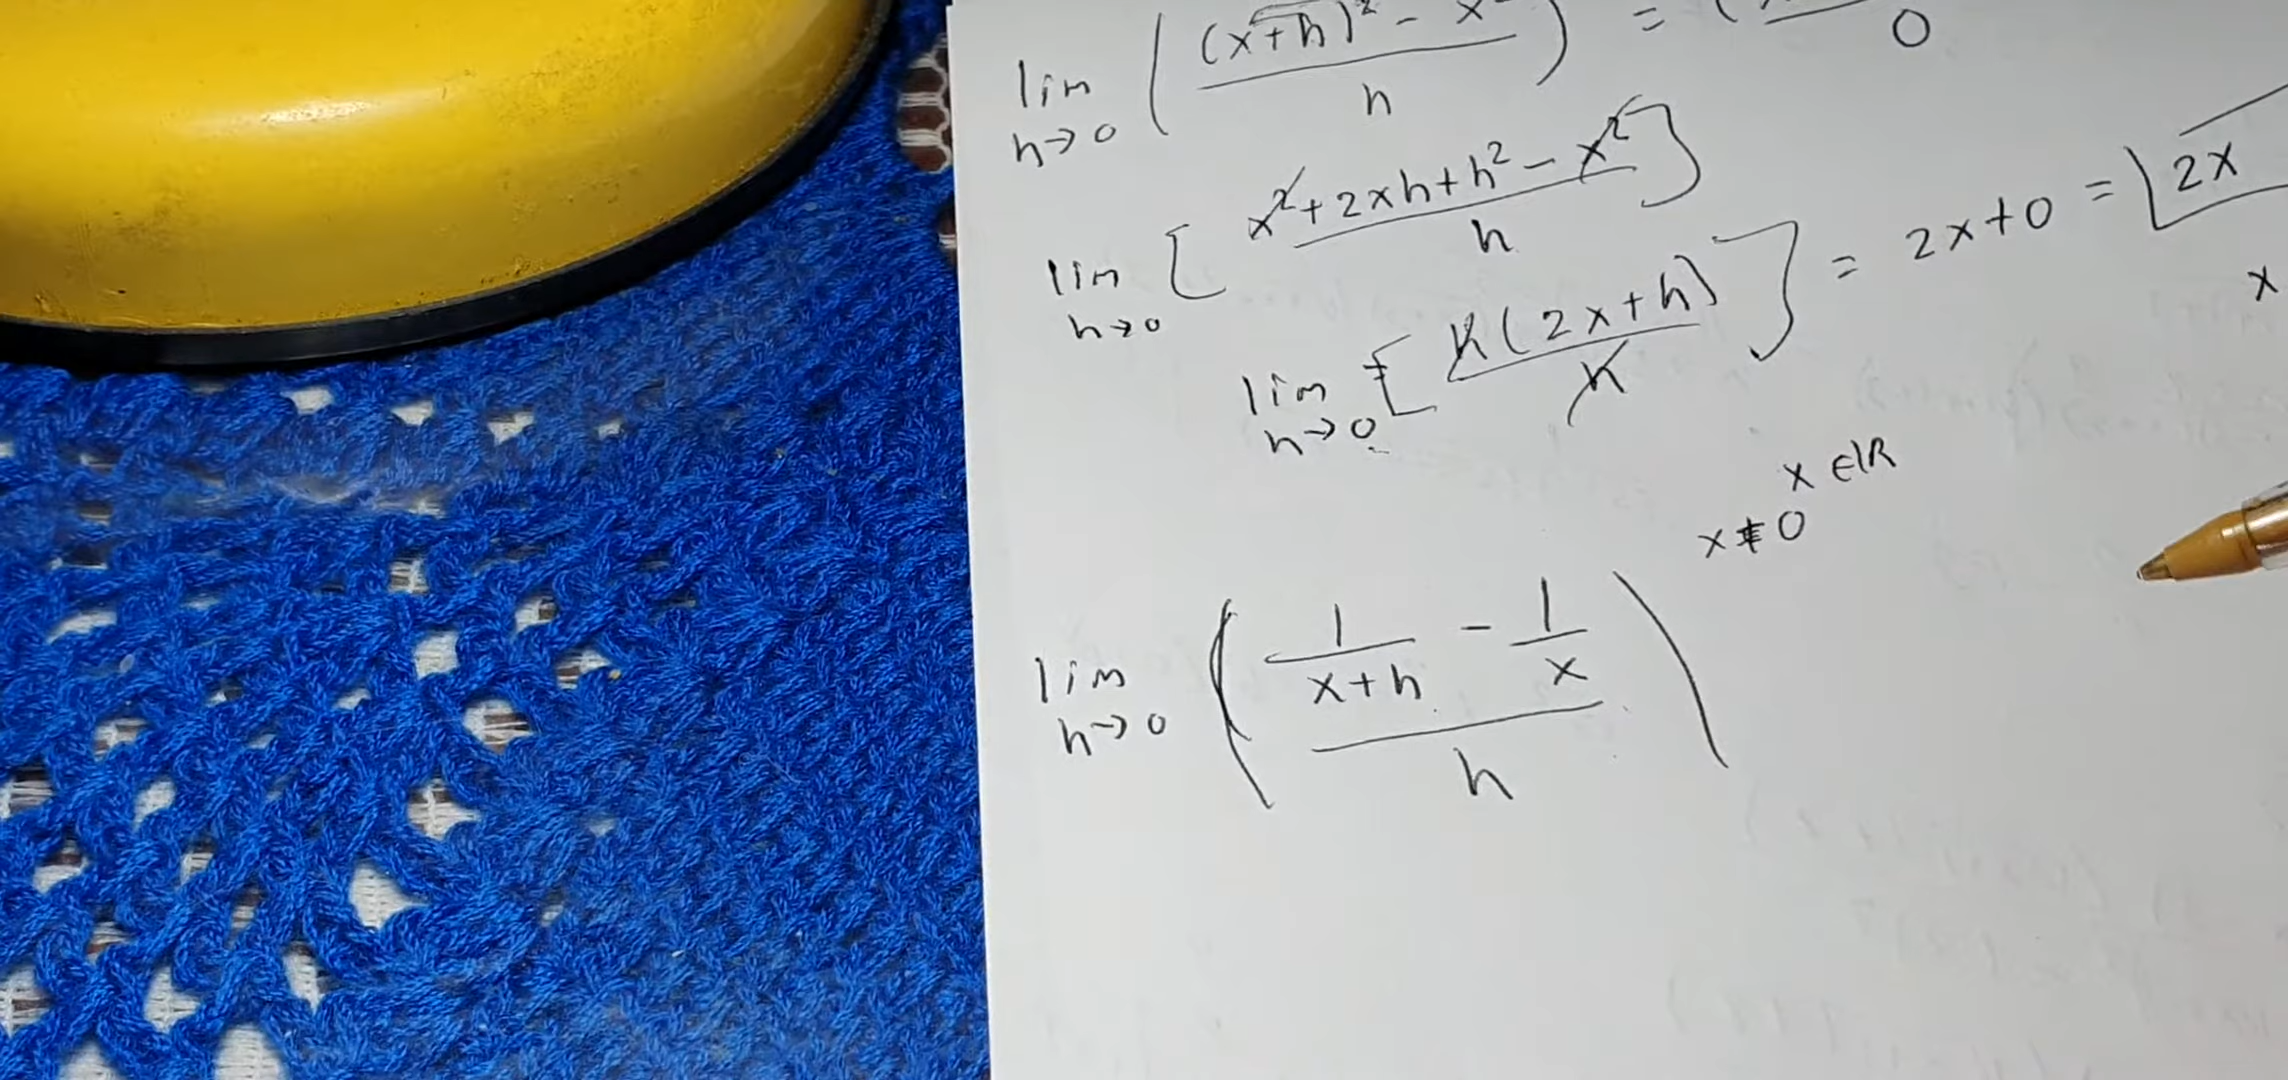 lim h→0 ( ((x+h)² - x²) / h ) = ( / 0
lim h→0 [ (x²+2xh+h² - x²) / h ]
lim h→0 [ h(2x+h) / h ] = 2x+0 = 2x
x
x ∈ ℝ
x ≠ 0
lim h→0 ( (1/(x+h) - 1/x) / h )